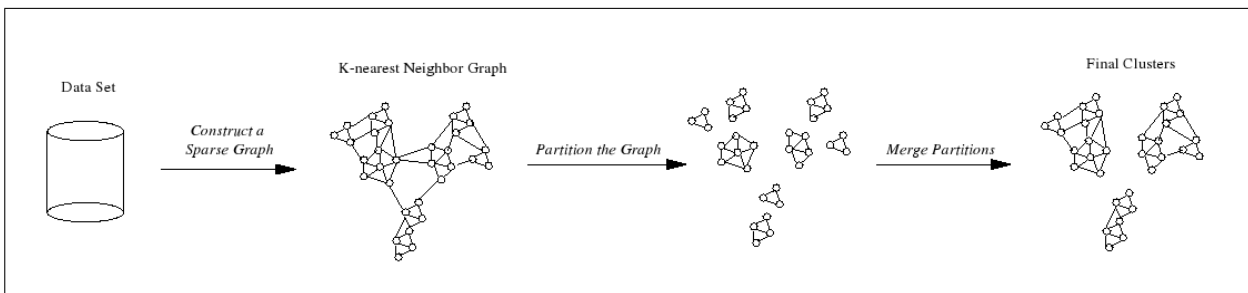 Data Set
Construct a
Sparse Graph
K-nearest Neighbor Graph
Partition the Graph
Merge Partitions
Final Clusters